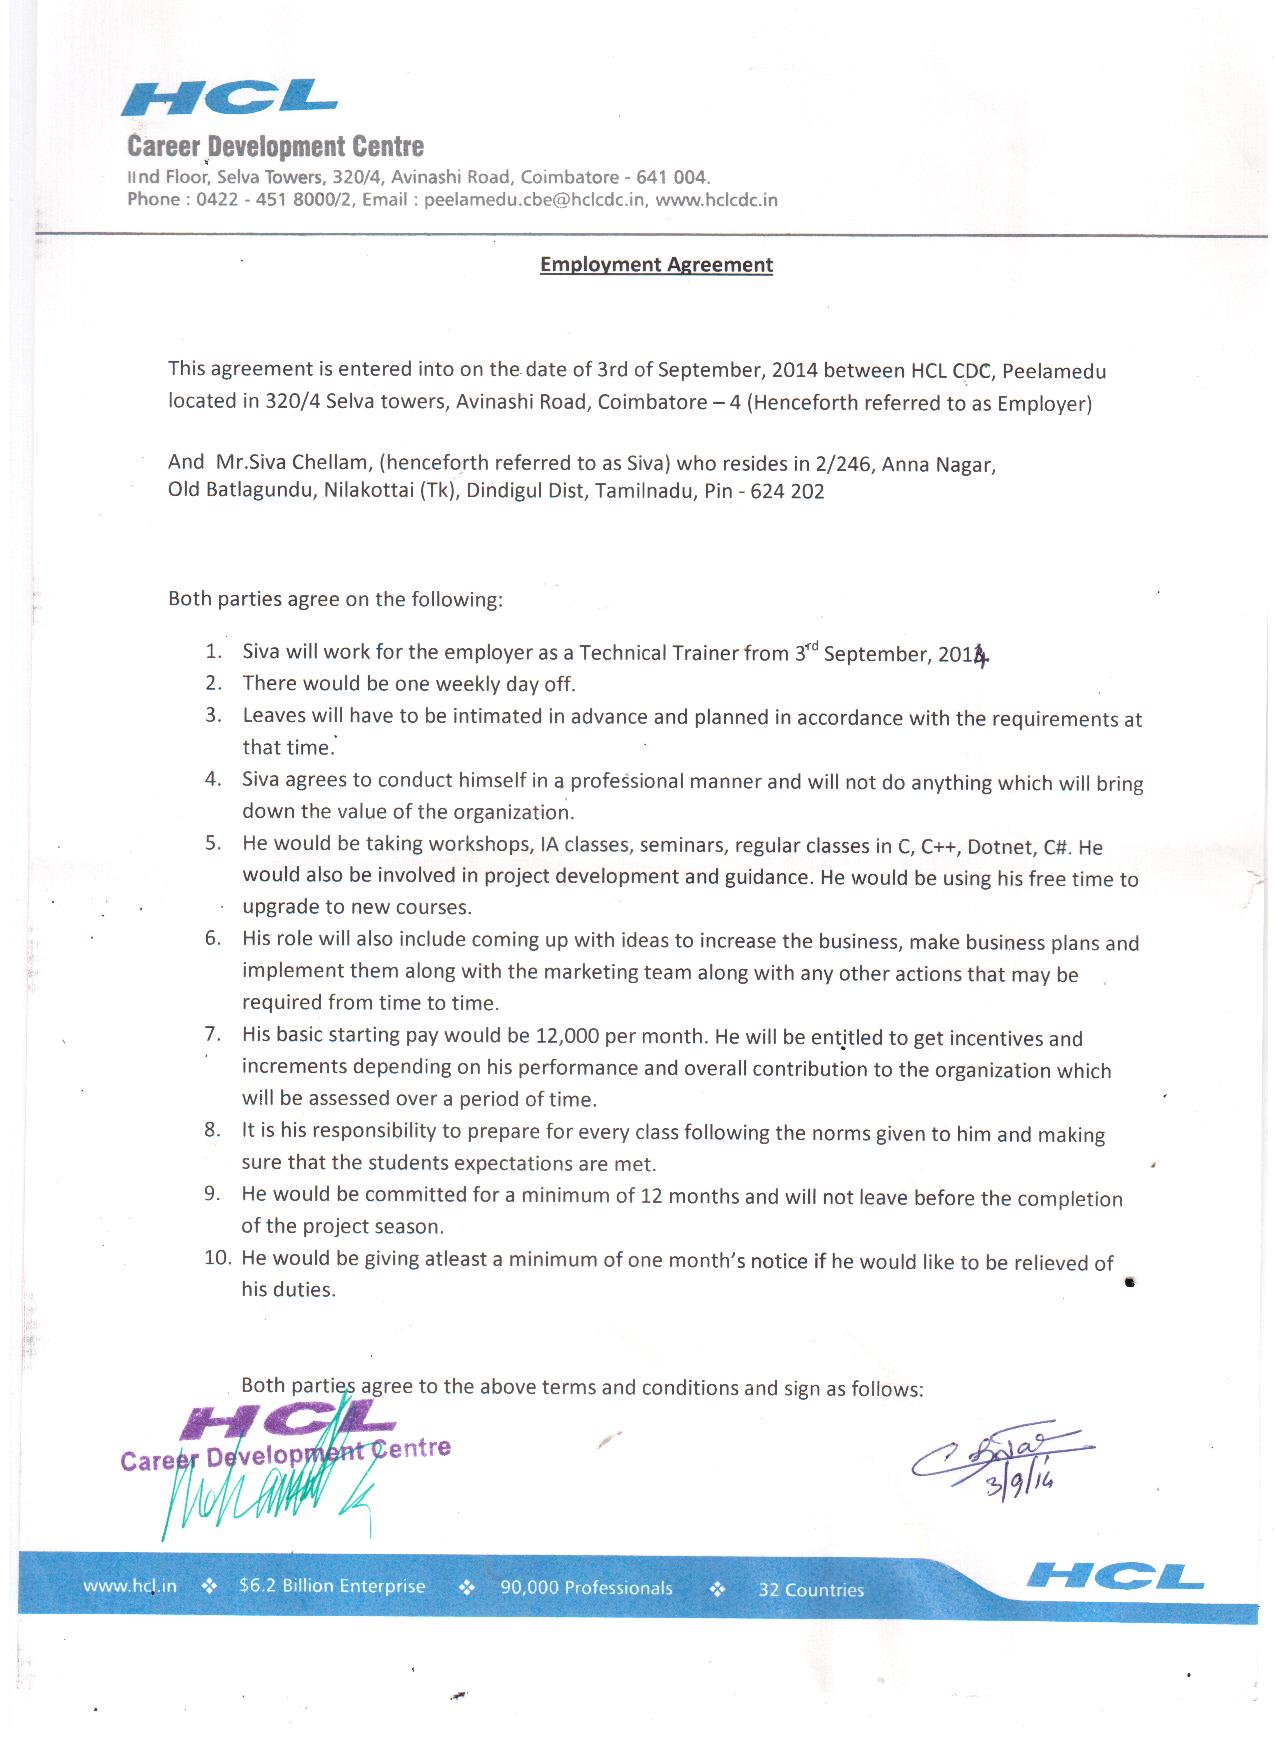 HCL
Career Development Centre
IInd Floor, Selva Towers, 320/4, Avinashi Road, Coimbatore - 641 004.
Phone : 0422 - 451 8000/2, Email : peelamedu.cbe@hclcdc.in, www.hclcdc.in
Employment Agreement
This agreement is entered into on the date of 3rd of September, 2014 between HCL CDC, Peelamedu
located in 320/4 Selva towers, Avinashi Road, Coimbatore – 4 (Henceforth referred to as Employer)
And Mr.Siva Chellam, (henceforth referred to as Siva) who resides in 2/246, Anna Nagar,
Old Batlagundu, Nilakottai (Tk), Dindigul Dist, Tamilnadu, Pin - 624 202
Both parties agree on the following:
1. Siva will work for the employer as a Technical Trainer from 3rd September, 2014.
2. There would be one weekly day off.
3. Leaves will have to be intimated in advance and planned in accordance with the requirements at
that time.
4. Siva agrees to conduct himself in a professional manner and will not do anything which will bring
down the value of the organization.
5. He would be taking workshops, IA classes, seminars, regular classes in C, C++, Dotnet, C#. He
would also be involved in project development and guidance. He would be using his free time to
upgrade to new courses.
6. His role will also include coming up with ideas to increase the business, make business plans and
implement them along with the marketing team along with any other actions that may be
required from time to time.
7. His basic starting pay would be 12,000 per month. He will be entitled to get incentives and
increments depending on his performance and overall contribution to the organization which
will be assessed over a period of time.
8. It is his responsibility to prepare for every class following the norms given to him and making
sure that the students expectations are met.
9. He would be committed for a minimum of 12 months and will not leave before the completion
of the project season.
10. He would be giving atleast a minimum of one month's notice if he would like to be relieved of
his duties.
Both parties agree to the above terms and conditions and sign as follows:
HCL
Career Development Centre
3/9/14
www.hcl.in ❖ $6.2 Billion Enterprise ❖ 90,000 Professionals ❖ 32 Countries
HCL